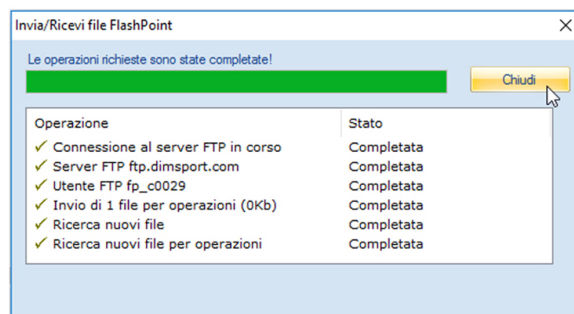 Invia/Ricevi file FlashPoint
Le operazioni richieste sono state completate!
Chiudi
Operazione Stato
Connessione al server FTP in corso Completata
Server FTP ftp.dimsport.com Completata
Utente FTP fp_c0029 Completata
Invio di 1 file per operazioni (0Kb) Completata
Ricerca nuovi file Completata
Ricerca nuovi file per operazioni Completata